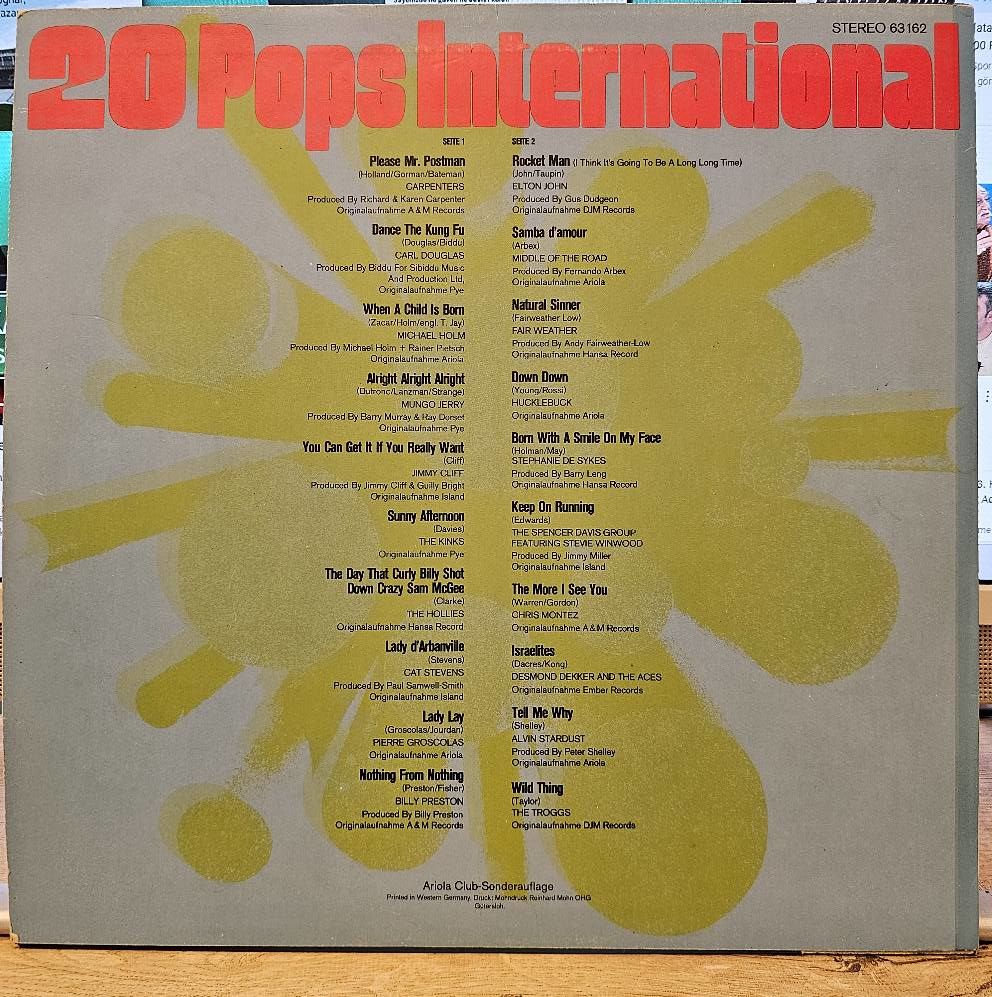 STEREO 63162
20 Pops International
SEITE 1
Please Mr. Postman
(Holland/Gorman/Bateman)
CARPENTERS
Produced By Richard & Karen Carpenter
Originalaufnahme A & M Records
Dance The Kung Fu
(Douglas/Biddu)
CARL DOUGLAS
Produced By Biddu For Sibiddu Music
And Production Ltd,
Originalaufnahme Pye
When A Child Is Born
(Zacar/Holm/engl. T. Jay)
MICHAEL HOLM
Produced By Michael Holm + Rainer Pietsch
Originalaufnahme Ariola
Alright Alright Alright
(Dutronc/Lanzman/Strange)
MUNGO JERRY
Produced By Barry Murray & Ray Dorset
Originalaufnahme Pye
You Can Get It If You Really Want
(Cliff)
JIMMY CLIFF
Produced By Jimmy Cliff & Guilly Bright
Originalaufnahme Island
Sunny Afternoon
(Davies)
THE KINKS
Originalaufnahme Pye
The Day That Curly Billy Shot
Down Crazy Sam McGee
(Clarke)
THE HOLLIES
Originalaufnahme Hansa Record
Lady d'Arbanville
(Stevens)
CAT STEVENS
Produced By Paul Samwell-Smith
Originalaufnahme Island
Lady Lay
(Groscolas/Jourdan)
PIERRE GROSCOLAS
Originalaufnahme Ariola
Nothing From Nothing
(Preston/Fisher)
BILLY PRESTON
Produced By Billy Preston
Originalaufnahme A & M Records
SEITE 2
Rocket Man (I Think It's Going To Be A Long Long Time)
(John/Taupin)
ELTON JOHN
Produced By Gus Dudgeon
Originalaufnahme DJM Records
Samba d'amour
(Arbex)
MIDDLE OF THE ROAD
Produced By Fernando Arbex
Originalaufnahme Ariola
Natural Sinner
(Fairweather Low)
FAIR WEATHER
Produced By Andy Fairweather-Low
Originalaufnahme Hansa Record
Down Down
(Young/Rossi)
HUCKLEBUCK
Originalaufnahme Ariola
Born With A Smile On My Face
(Holman/May)
STEPHANIE DE SYKES
Produced By Barry Leng
Originalaufnahme Hansa Record
Keep On Running
(Edwards)
THE SPENCER DAVIS GROUP
FEATURING STEVIE WINWOOD
Produced By Jimmy Miller
Originalaufnahme Island
The More I See You
(Warren/Gordon)
CHRIS MONTEZ
Originalaufnahme A & M Records
Israelites
(Dacres/Kong)
DESMOND DEKKER AND THE ACES
Originalaufnahme Ember Records
Tell Me Why
(Shelley)
ALVIN STARDUST
Produced By Peter Shelley
Originalaufnahme Ariola
Wild Thing
(Taylor)
THE TROGGS
Originalaufnahme DJM Records
Ariola Club-Sonderauflage
Printed in Western Germany. Druck: Mohndruck Reinhard Mohn OHG
Gütersloh.